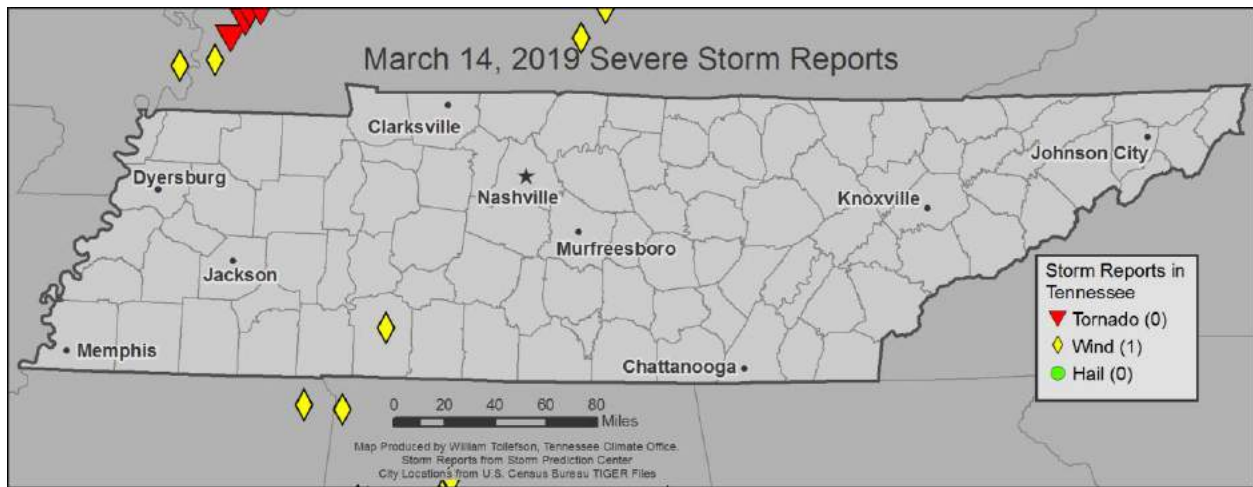 March 14, 2019 Severe Storm Reports
Clarksville
Johnson City
Dyersburg
Nashville
Knoxville
Murfreesboro
Jackson
Storm Reports in
Tennessee
Tornado (0)
Wind (1)
Hail (0)
Memphis
Chattanooga
0 20 40 60 80
Miles
Map Produced by William Tollefson, Tennessee Climate Office.
Storm Reports from Storm Prediction Center
City Locations from U.S. Census Bureau TIGER Files